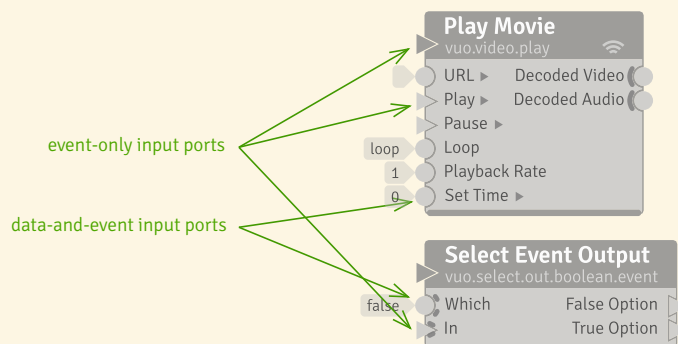 Play Movie
vuo.video.play
URL Decoded Video
Play Decoded Audio
Pause
loop Loop
1 Playback Rate
0 Set Time
event-only input ports
data-and-event input ports
Select Event Output
vuo.select.out.boolean.event
false Which False Option
In True Option